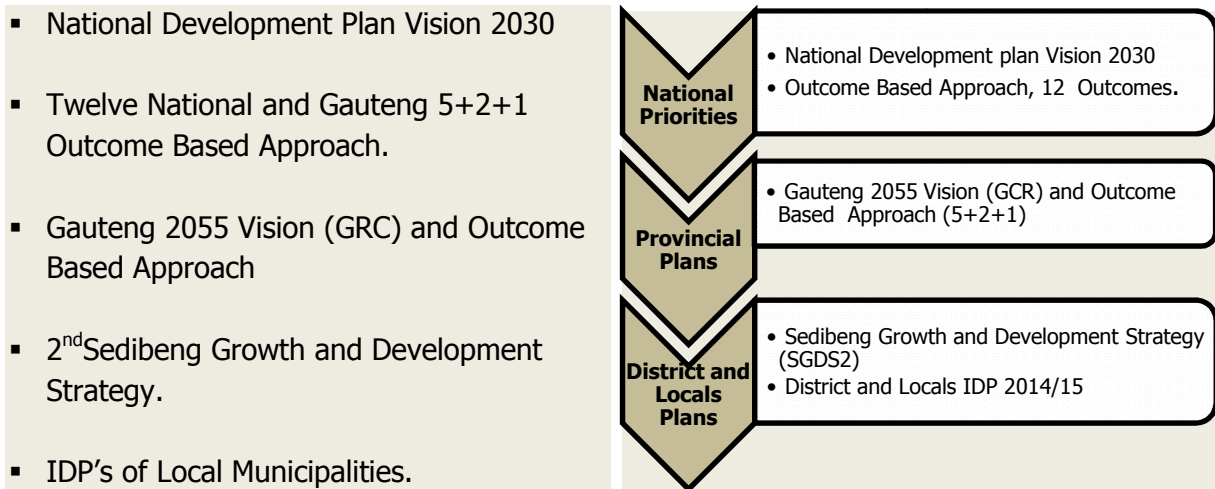 ▪ National Development Plan Vision 2030
▪ Twelve National and Gauteng 5+2+1
Outcome Based Approach.
▪ Gauteng 2055 Vision (GRC) and Outcome
Based Approach
▪ 2ndSedibeng Growth and Development
Strategy.
▪ IDP's of Local Municipalities.
National
Priorities
• National Development plan Vision 2030
• Outcome Based Approach, 12 Outcomes.
Provincial
Plans
• Gauteng 2055 Vision (GCR) and Outcome
Based Approach (5+2+1)
District and
Locals
Plans
• Sedibeng Growth and Development Strategy
(SGDS2)
• District and Locals IDP 2014/15